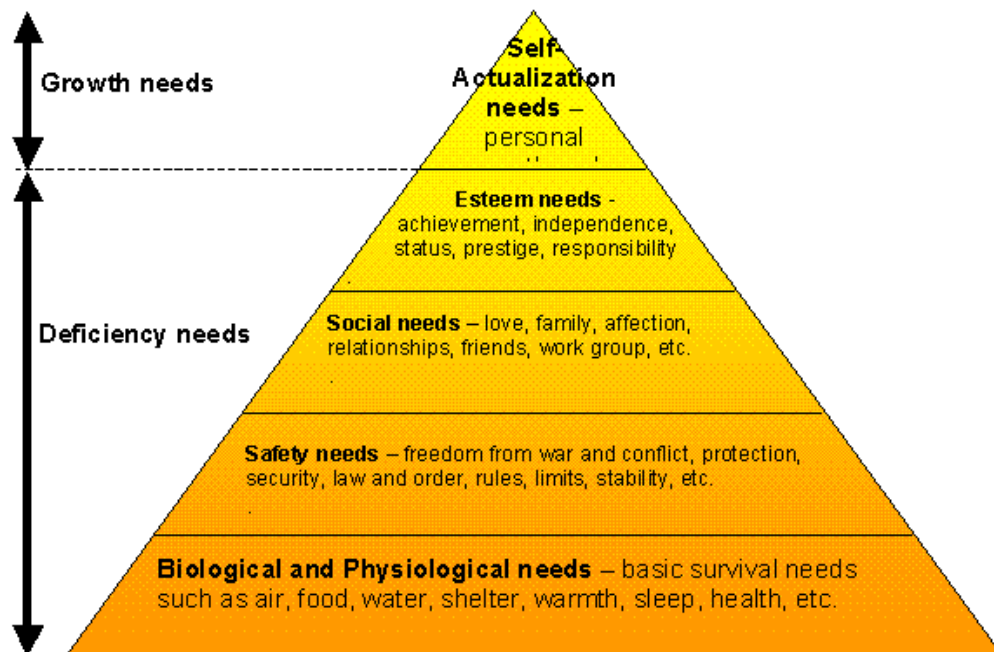 Growth needs
Self-
Actualization
needs –
personal
Esteem needs -
achievement, independence,
status, prestige, responsibility
Deficiency needs
Social needs – love, family, affection,
relationships, friends, work group, etc.
Safety needs – freedom from war and conflict, protection,
security, law and order, rules, limits, stability, etc.
Biological and Physiological needs – basic survival needs
such as air, food, water, shelter, warmth, sleep, health, etc.